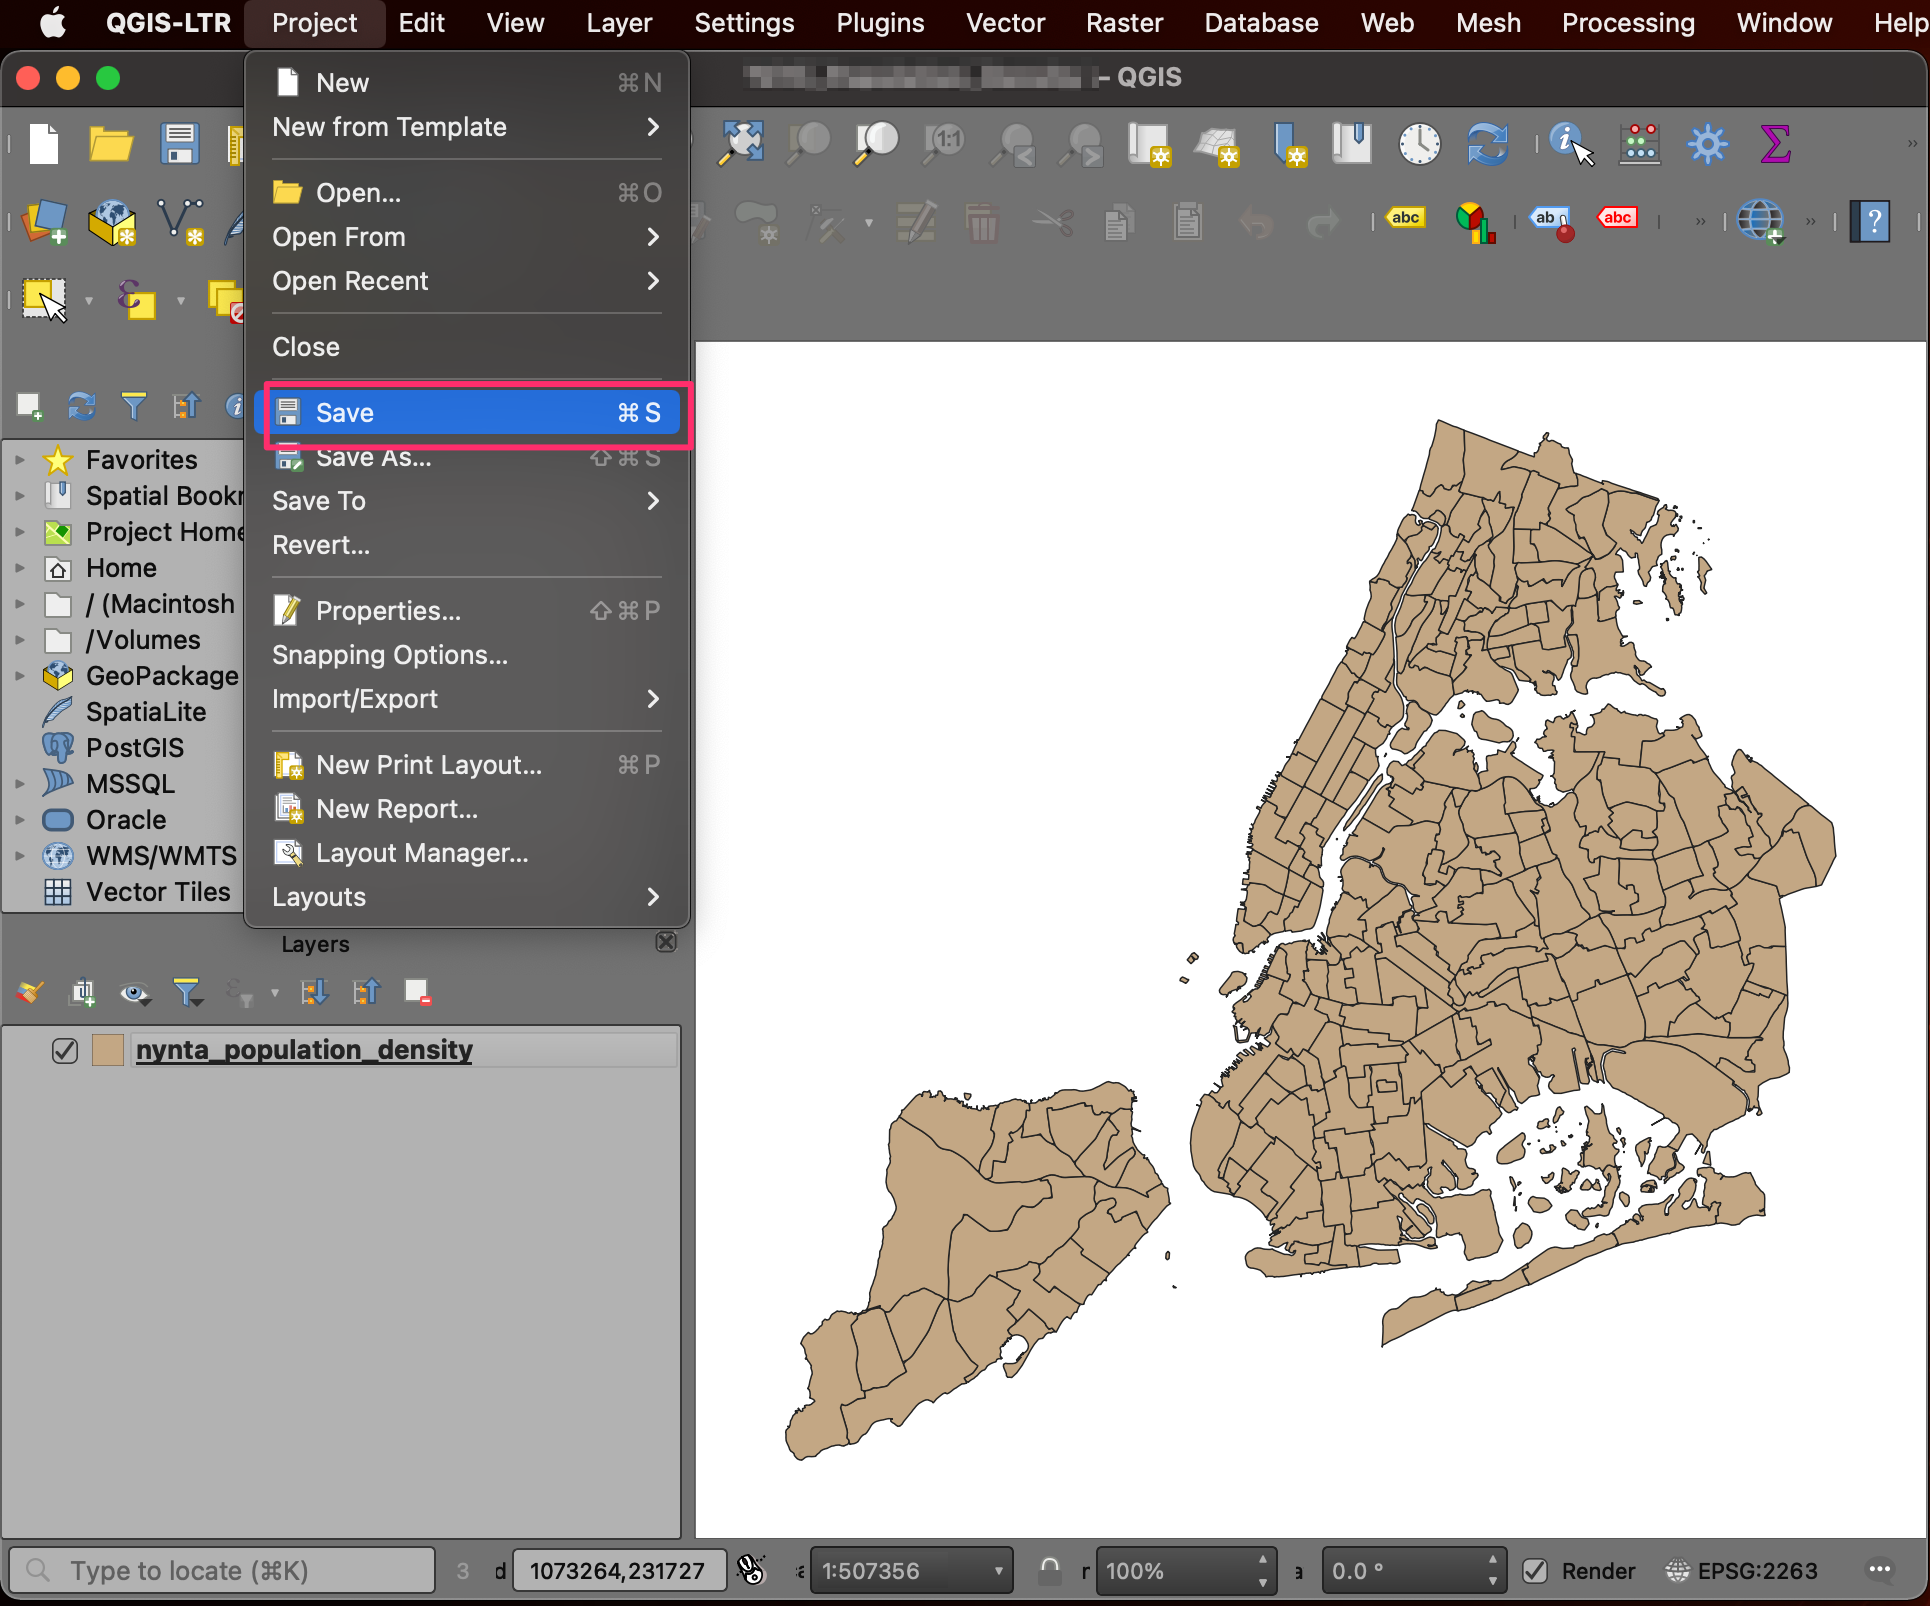 QGIS-LTR Project Edit View Layer Settings Plugins Vector Raster Database Web Mesh Processing Window Help
– QGIS
New ⌘N
New from Template
Open... ⌘O
Open From
Open Recent
Close
Save ⌘S
Save As... ⇧⌘S
Save To
Revert...
Properties... ⇧⌘P
Snapping Options...
Import/Export
New Print Layout... ⌘P
New Report...
Layout Manager...
Layouts
1:1
abc
ab
abc
Favorites
Spatial Bookr
Project Home
Home
/ (Macintosh
/Volumes
GeoPackage
SpatiaLite
PostGIS
MSSQL
Oracle
WMS/WMTS
Vector Tiles
Layers
nynta_population_density
Type to locate (⌘K) 3 d 1073264,231727 1:507356 r 100% a 0.0 ° Render EPSG:2263